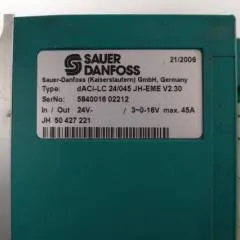 SAUER
DANFOSS
21/2006
Sauer-Danfoss (Kaiserslautern) GmbH, Germany
Type: dACi-LC 24/045 JH-EME V2.30
SerNo: 5840016 02212
In / Out 24V- / 3~0-16V max. 45A
JH 50 427 221